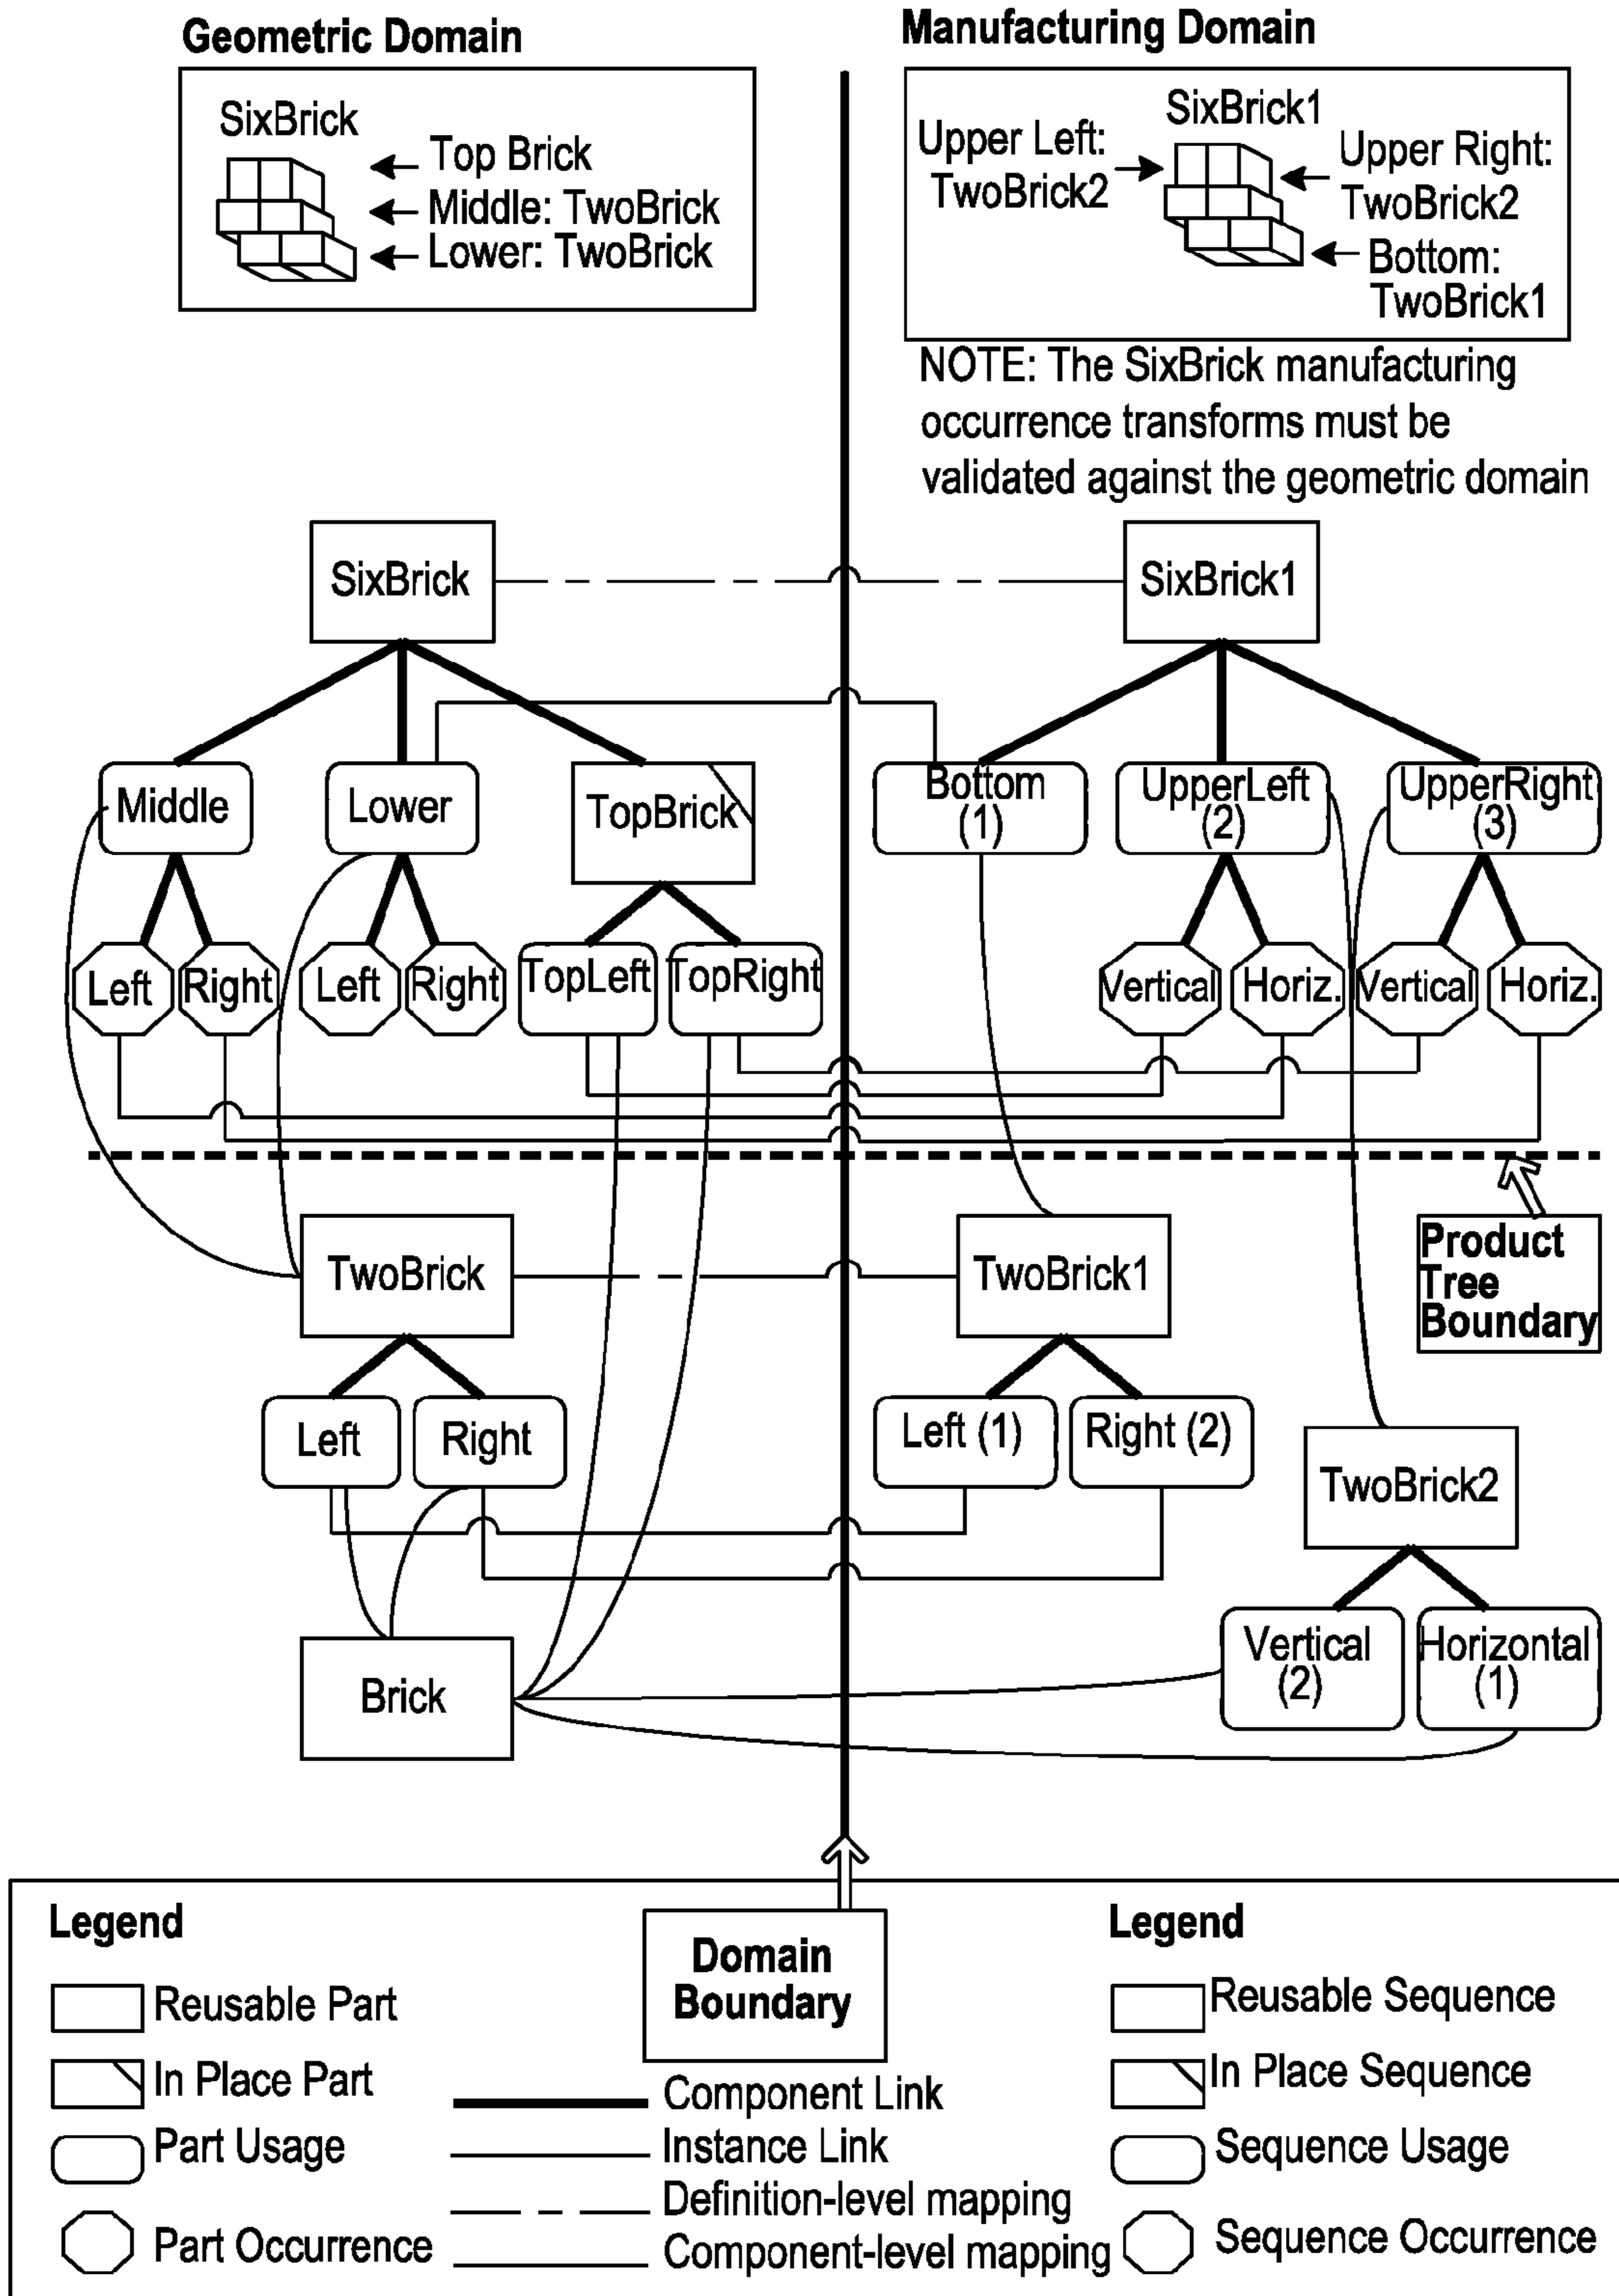 Geometric Domain
SixBrick
Top Brick
Middle: TwoBrick
Lower: TwoBrick
Manufacturing Domain
SixBrick1
Upper Left:
TwoBrick2
Upper Right:
TwoBrick2
Bottom:
TwoBrick1
NOTE: The SixBrick manufacturing
occurrence transforms must be
validated against the geometric domain
SixBrick
SixBrick1
Middle
Lower
TopBrick
Bottom
(1)
UpperLeft
(2)
UpperRight
(3)
Left
Right
Left
Right
TopLeft
TopRight
Vertical
Horiz.
Vertical
Horiz.
TwoBrick
TwoBrick1
Product
Tree
Boundary
Left
Right
Left (1)
Right (2)
TwoBrick2
Brick
Vertical
(2)
Horizontal
(1)
Legend
Reusable Part
In Place Part
Part Usage
Part Occurrence
Domain
Boundary
Component Link
Instance Link
Definition-level mapping
Component-level mapping
Legend
Reusable Sequence
In Place Sequence
Sequence Usage
Sequence Occurrence